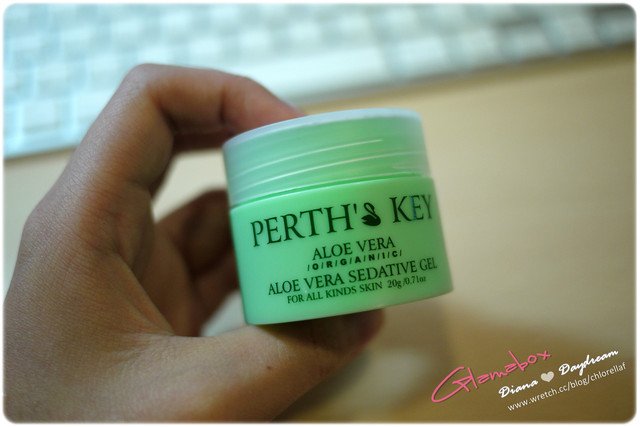 PERTH'S KEY
ALOE VERA
/O/R/G/A/N/I/C/
ALOE VERA SEDATIVE GEL
FOR ALL KINDS SKIN 20g/0.71oz
Glamabox
Diana Daydream
www.wretch.cc/blog/chlorellaf